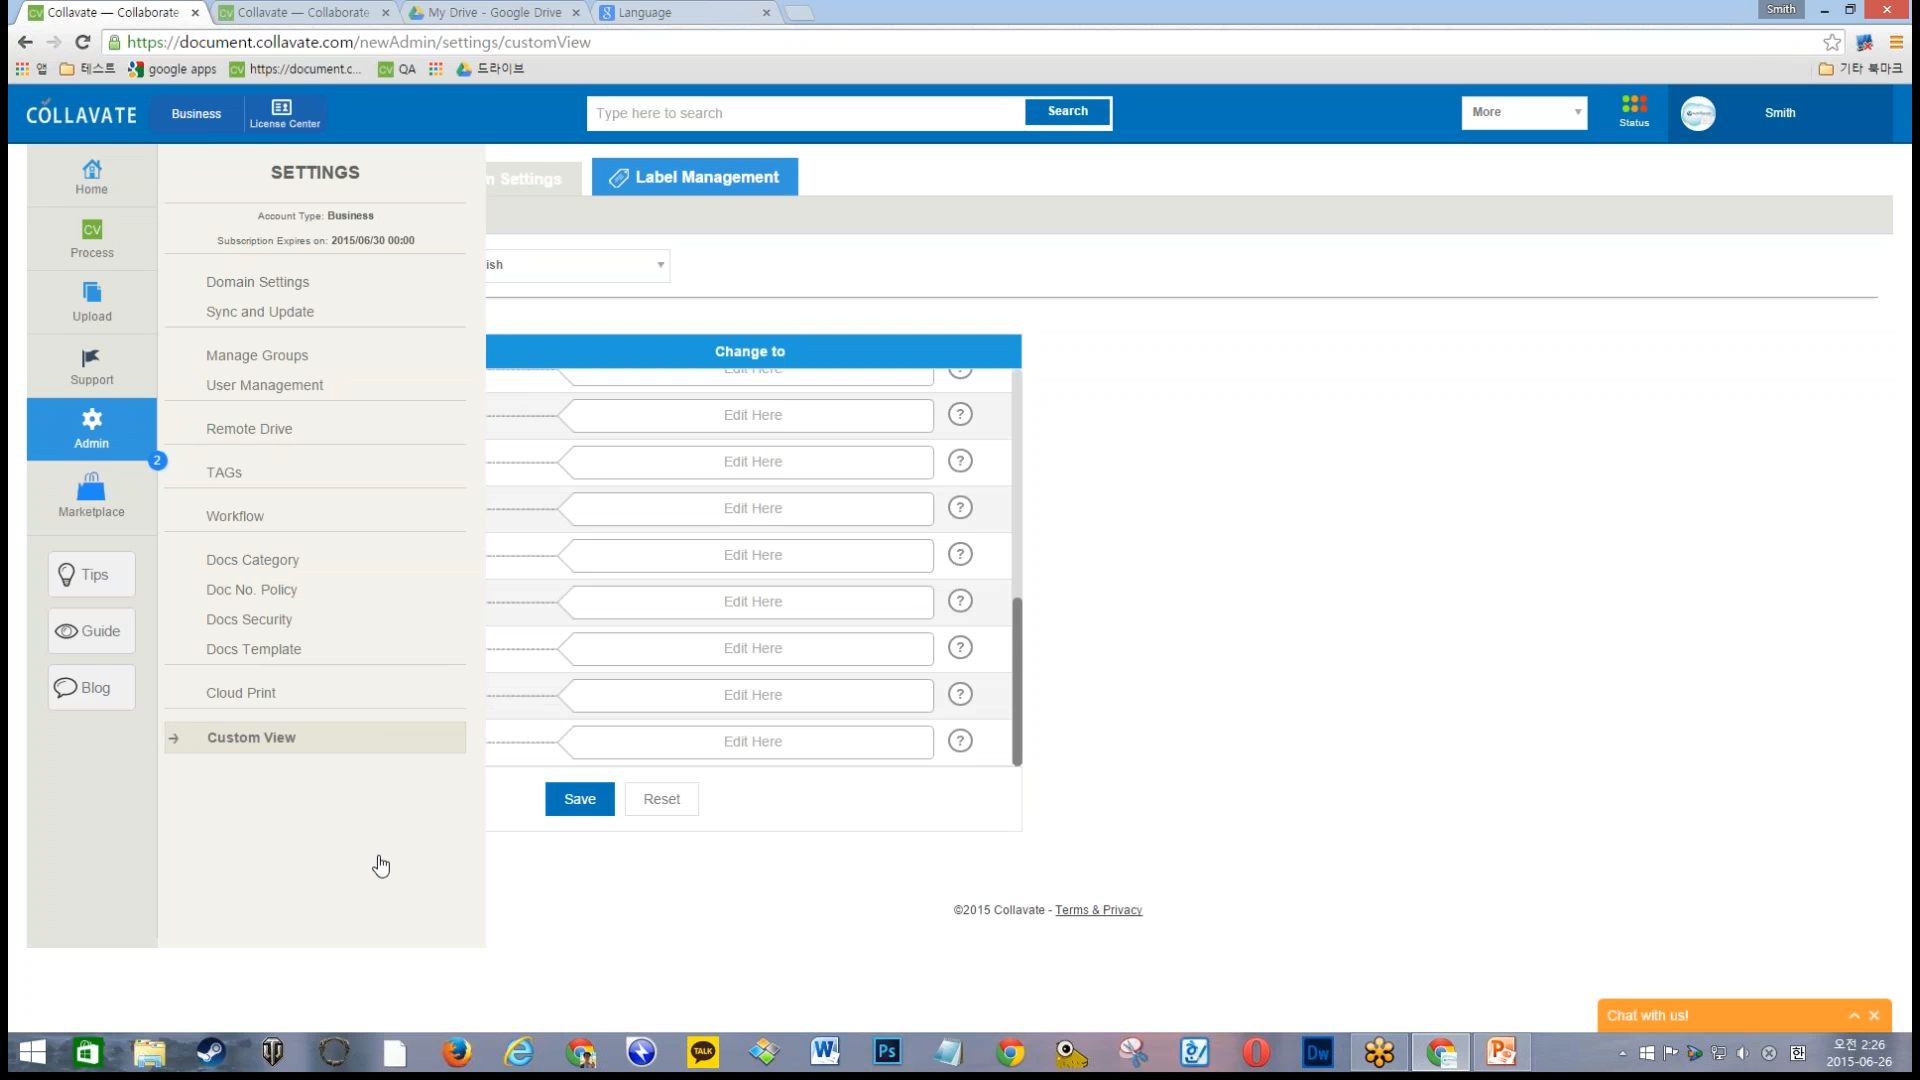 Collavate — Collaborate
Collavate — Collaborate
My Drive - Google Drive
Language
Smith
https://document.collavate.com/newAdmin/settings/customView
앱
테스트
google apps
https://document.c...
QA
드라이브
기타 북마크
COLLAVATE
Business
License Center
Type here to search
Search
More
Status
Smith
Home
Process
Upload
Support
Admin
2
Marketplace
Tips
Guide
Blog
SETTINGS
Account Type: Business
Subscription Expires on: 2015/06/30 00:00
Domain Settings
Sync and Update
Manage Groups
User Management
Remote Drive
TAGs
Workflow
Docs Category
Doc No. Policy
Docs Security
Docs Template
Cloud Print
Custom View
Settings
Label Management
ish
Change to
Edit Here
Edit Here
Edit Here
Edit Here
Edit Here
Edit Here
Edit Here
Edit Here
Edit Here
Save
Reset
©2015 Collavate - Terms & Privacy
Chat with us!
TALK
Ps
Dw
한
오전 2:26
2015-06-26